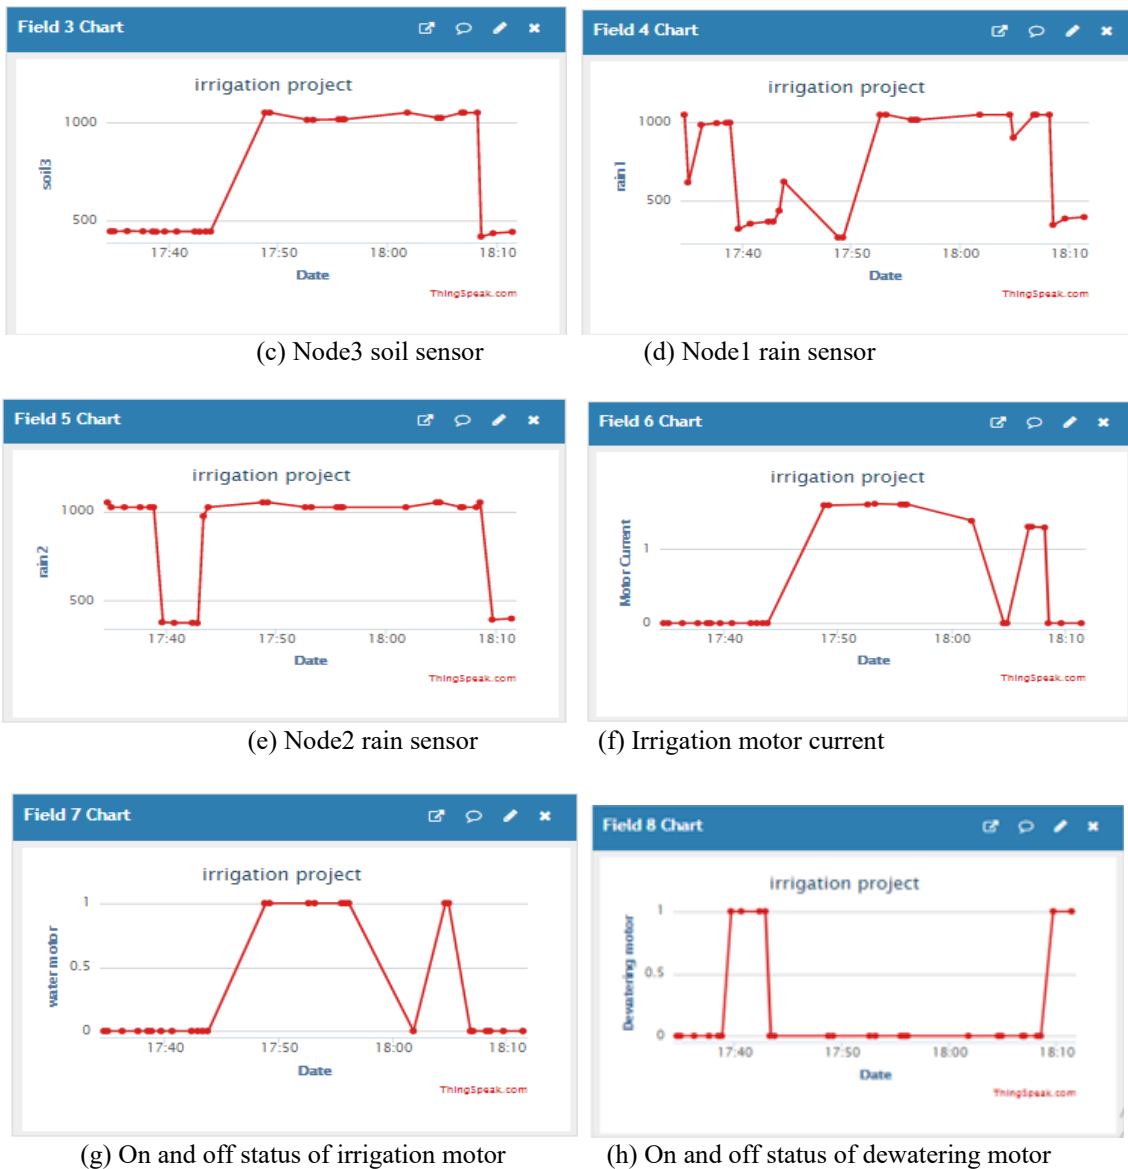 Field 3 Chart
irrigation project
1000
500
soil3
17:40 17:50 18:00 18:10
Date
ThingSpeak.com
Field 4 Chart
irrigation project
1000
500
rain1
17:40 17:50 18:00 18:10
Date
ThingSpeak.com
(c) Node3 soil sensor
(d) Node1 rain sensor
Field 5 Chart
irrigation project
1000
500
rain2
17:40 17:50 18:00 18:10
Date
ThingSpeak.com
Field 6 Chart
irrigation project
1
0
Motor Current
17:40 17:50 18:00 18:10
Date
ThingSpeak.com
(e) Node2 rain sensor
(f) Irrigation motor current
Field 7 Chart
irrigation project
1
0.5
0
water motor
17:40 17:50 18:00 18:10
Date
ThingSpeak.com
Field 8 Chart
irrigation project
1
0.5
0
Dewatering motor
17:40 17:50 18:00 18:10
Date
ThingSpeak.com
(g) On and off status of irrigation motor
(h) On and off status of dewatering motor